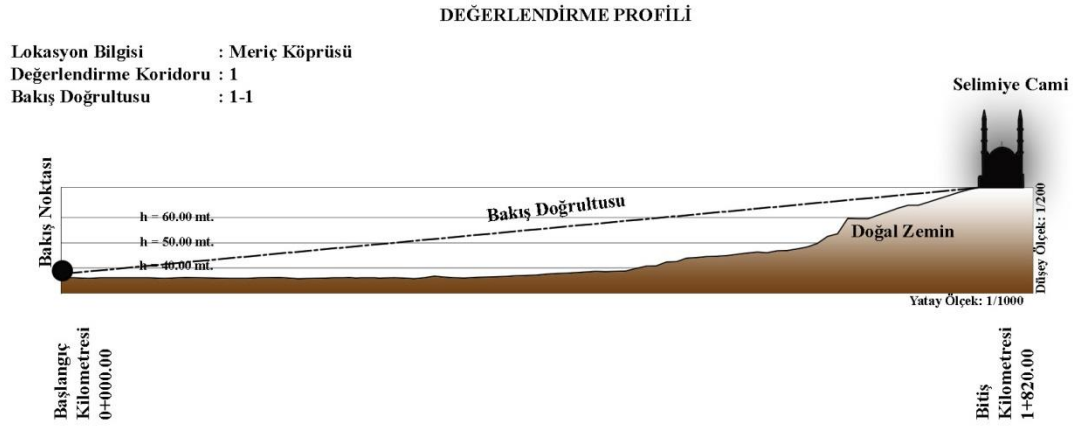 DEĞERLENDİRME PROFİLİ
Lokasyon Bilgisi : Meriç Köprüsü
Değerlendirme Koridoru : 1
Bakış Doğrultusu : 1-1
Selimiye Cami
Bakış Noktası
h = 60.00 mt.
h = 50.00 mt.
h = 40.00 mt.
Bakış Doğrultusu
Doğal Zemin
Düşey Ölçek: 1/200
Yatay Ölçek: 1/1000
Başlangıç
Kilometresi
0+000.00
Bitiş
Kilometresi
1+820.00